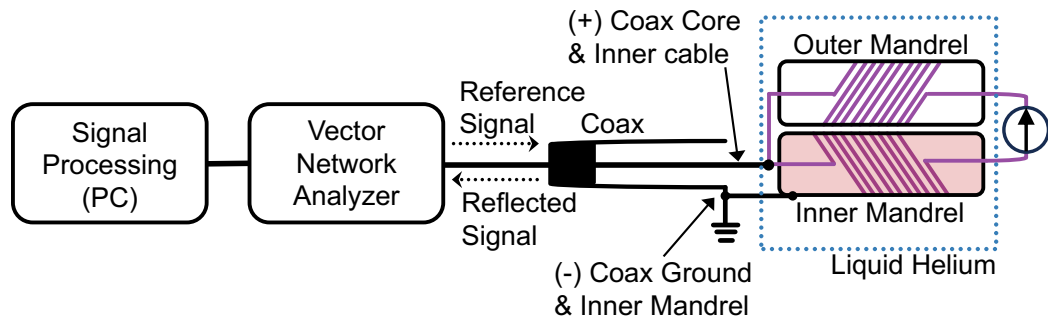 Signal
Processing
(PC)
Vector
Network
Analyzer
Reference
Signal
Reflected
Signal
Coax
(+) Coax Core
& Inner cable
(-) Coax Ground
& Inner Mandrel
Outer Mandrel
Inner Mandrel
Liquid Helium